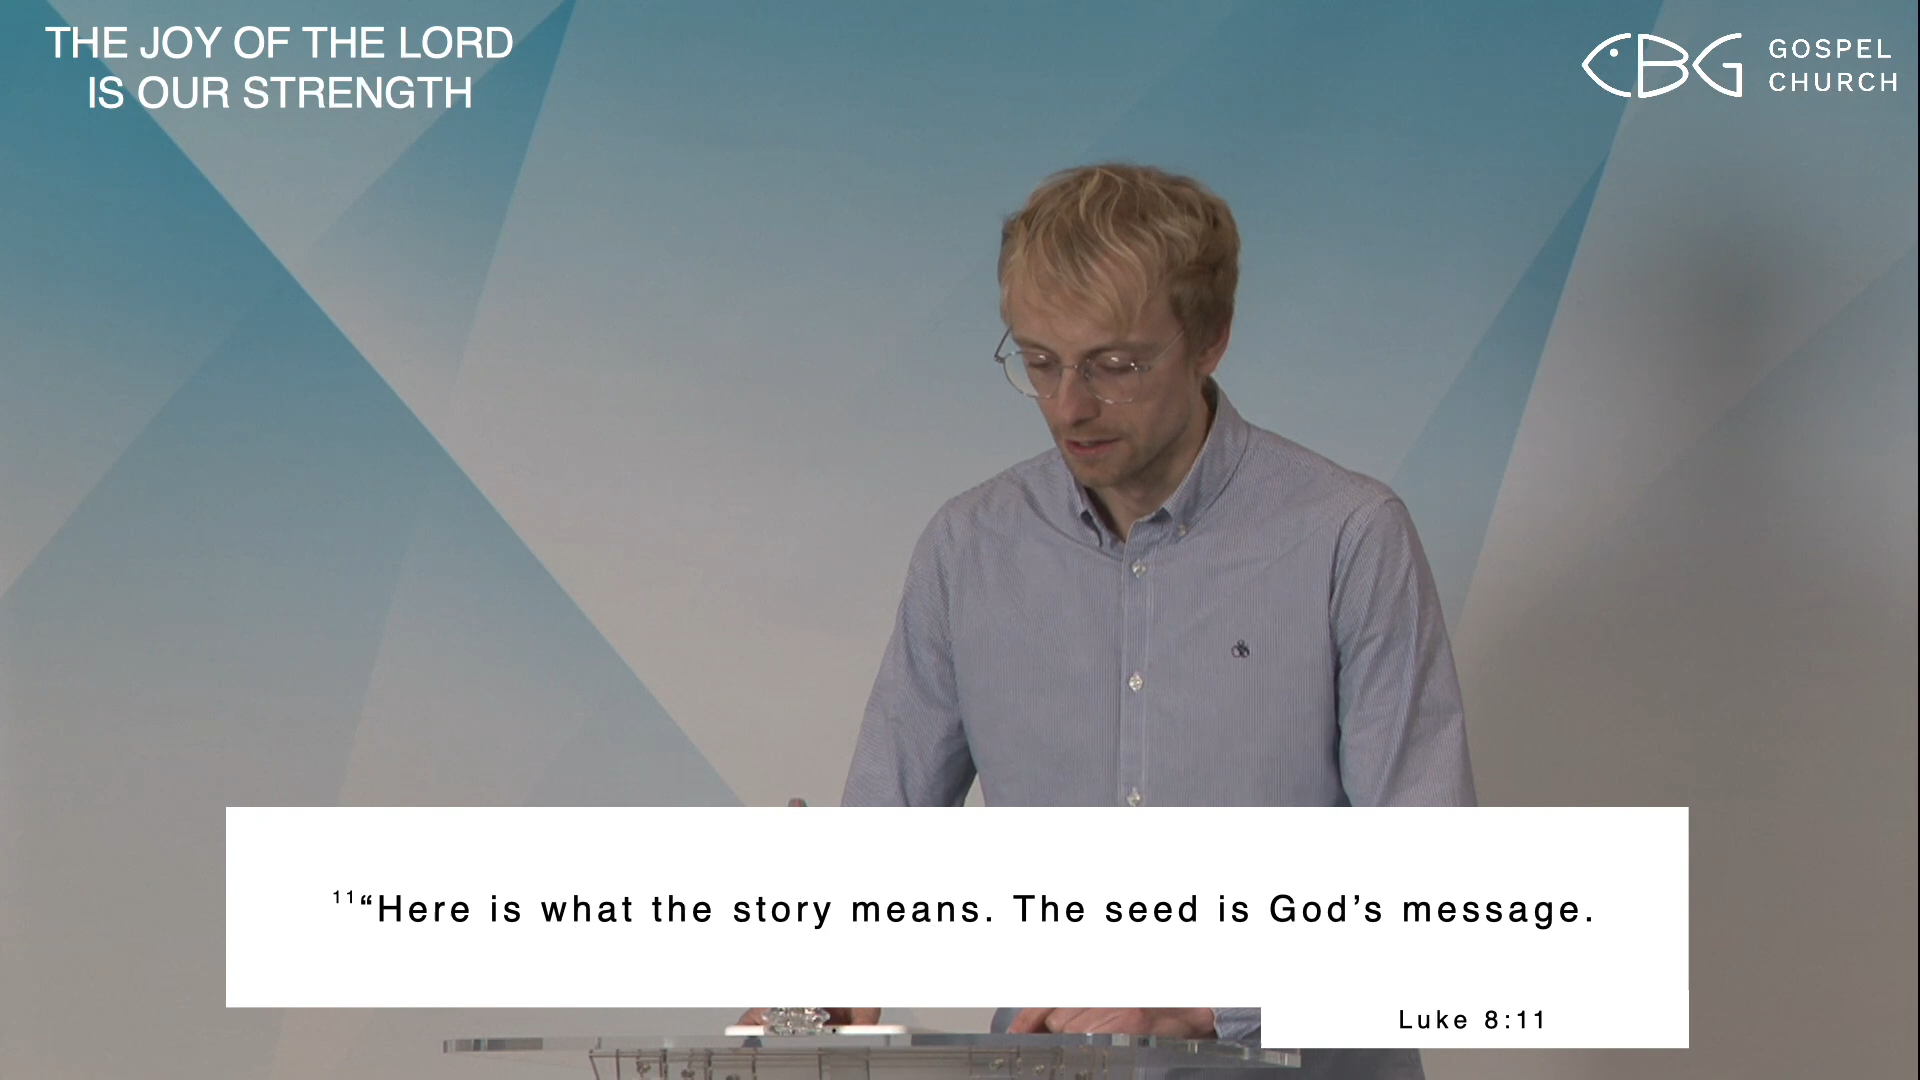 THE JOY OF THE LORD
IS OUR STRENGTH
CBG GOSPEL
CHURCH
¹¹“Here is what the story means. The seed is God’s message.
Luke 8:11